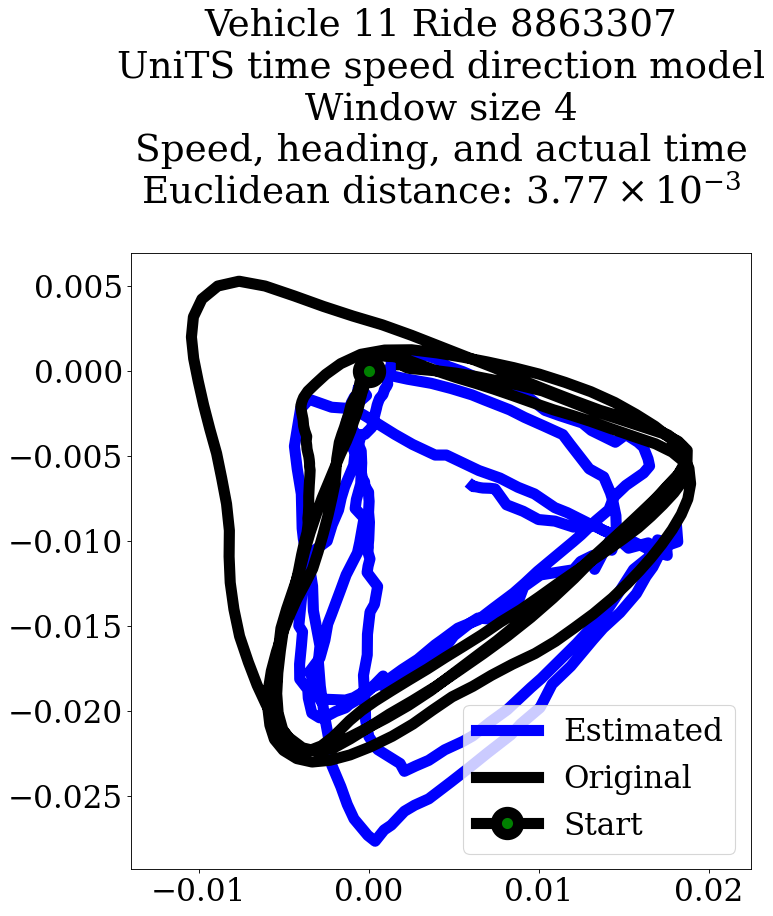 Vehicle 11 Ride 8863307
UniTS time speed direction model
Window size 4
Speed, heading, and actual time
Euclidean distance: 3.77 × 10⁻³
0.005
0.000
−0.005
−0.010
−0.015
−0.020
−0.025
Estimated
Original
Start
−0.01 0.00 0.01 0.02